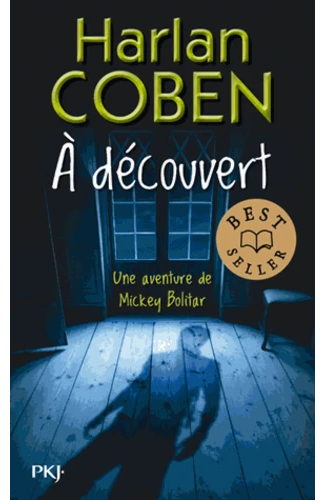 Harlan
COBEN
À découvert
BEST
SELLER
Une aventure de
Mickey Bolitar
PKJ·